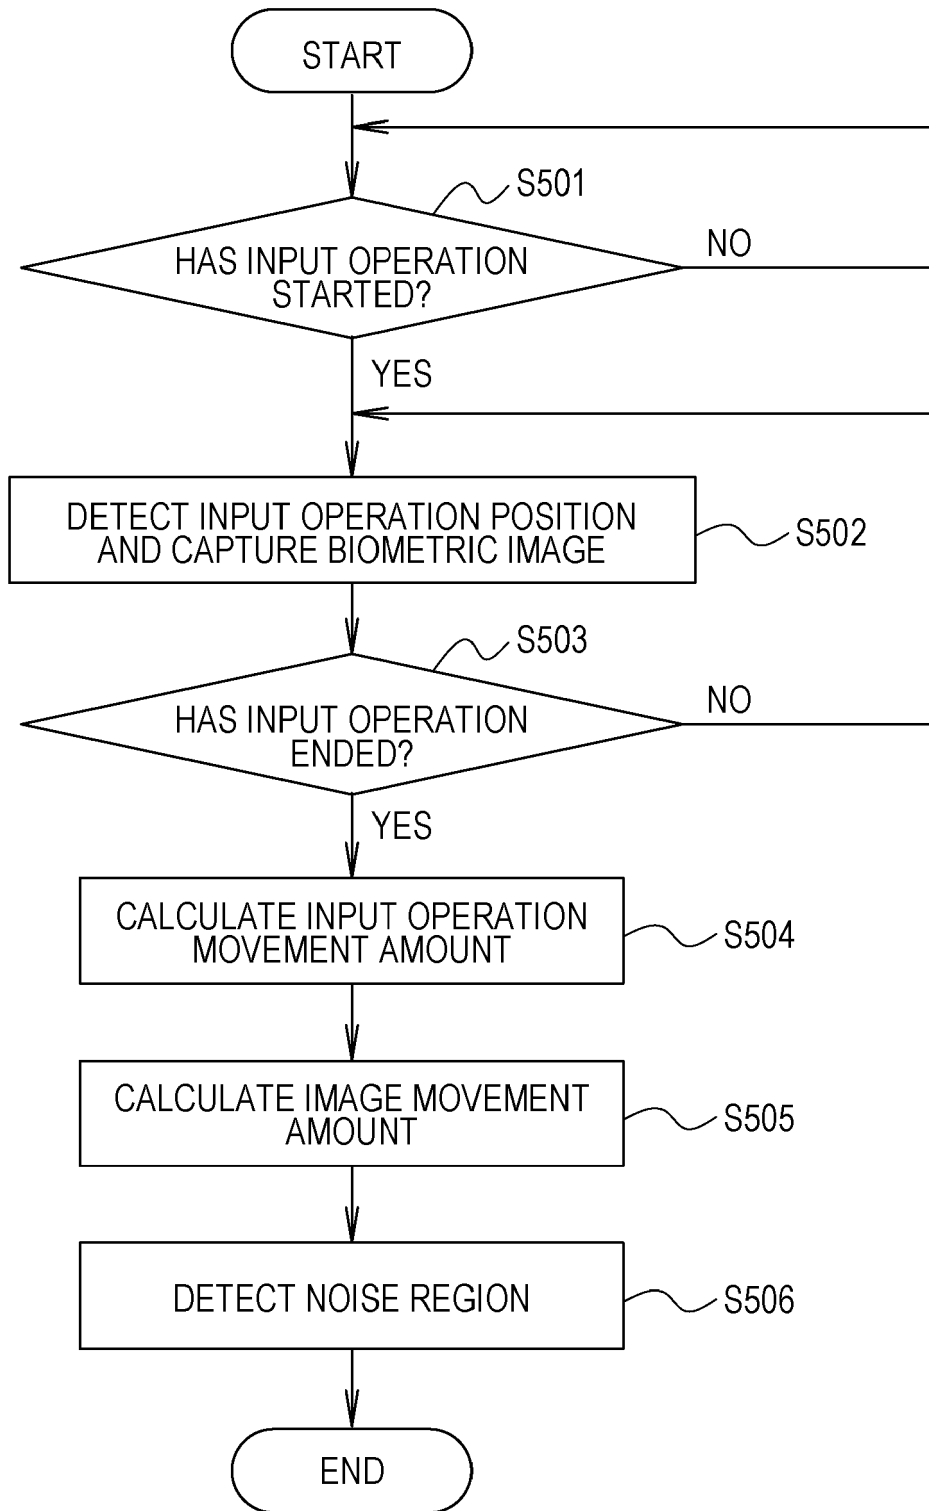 START
S501
HAS INPUT OPERATION
STARTED?
NO
YES
DETECT INPUT OPERATION POSITION
AND CAPTURE BIOMETRIC IMAGE
S502
S503
HAS INPUT OPERATION
ENDED?
NO
YES
CALCULATE INPUT OPERATION
MOVEMENT AMOUNT
S504
CALCULATE IMAGE MOVEMENT
AMOUNT
S505
DETECT NOISE REGION
S506
END